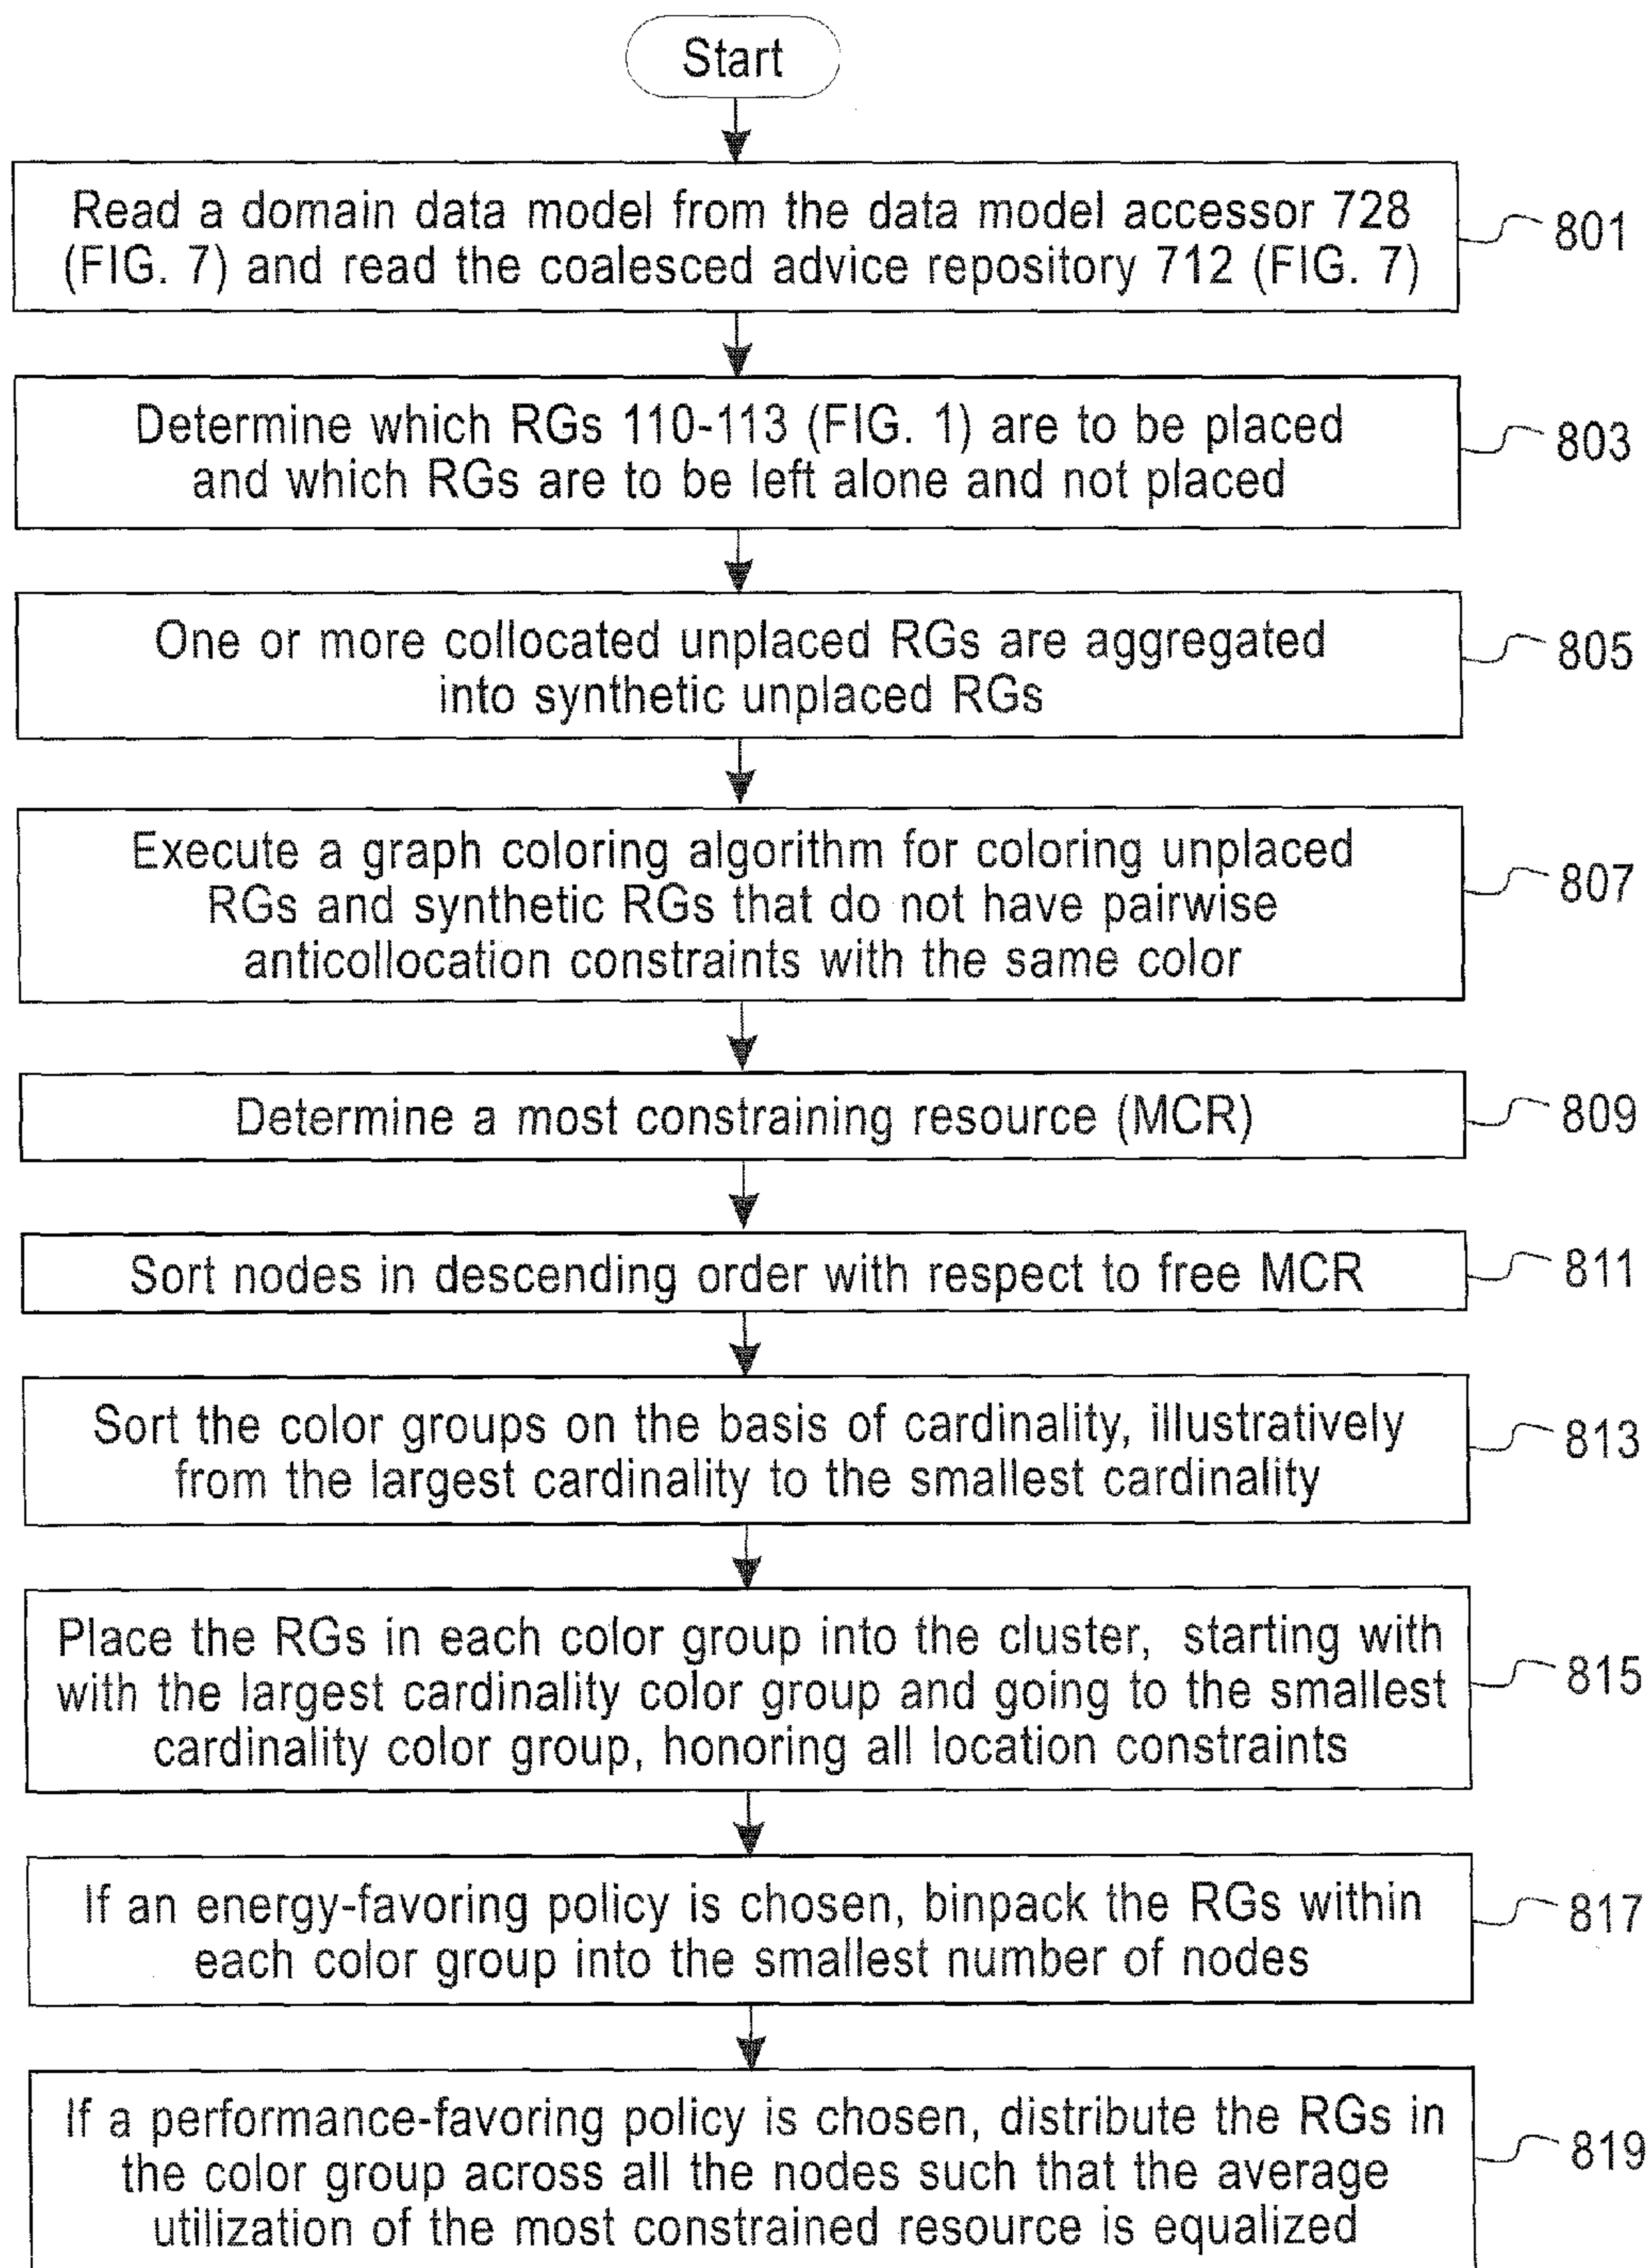 Start
Read a domain data model from the data model accessor 728
(FIG. 7) and read the coalesced advice repository 712 (FIG. 7)
801
Determine which RGs 110-113 (FIG. 1) are to be placed
and which RGs are to be left alone and not placed
803
One or more collocated unplaced RGs are aggregated
into synthetic unplaced RGs
805
Execute a graph coloring algorithm for coloring unplaced
RGs and synthetic RGs that do not have pairwise
anticollocation constraints with the same color
807
Determine a most constraining resource (MCR)
809
Sort nodes in descending order with respect to free MCR
811
Sort the color groups on the basis of cardinality, illustratively
from the largest cardinality to the smallest cardinality
813
Place the RGs in each color group into the cluster, starting with
with the largest cardinality color group and going to the smallest
cardinality color group, honoring all location constraints
815
If an energy-favoring policy is chosen, binpack the RGs within
each color group into the smallest number of nodes
817
If a performance-favoring policy is chosen, distribute the RGs in
the color group across all the nodes such that the average
utilization of the most constrained resource is equalized
819